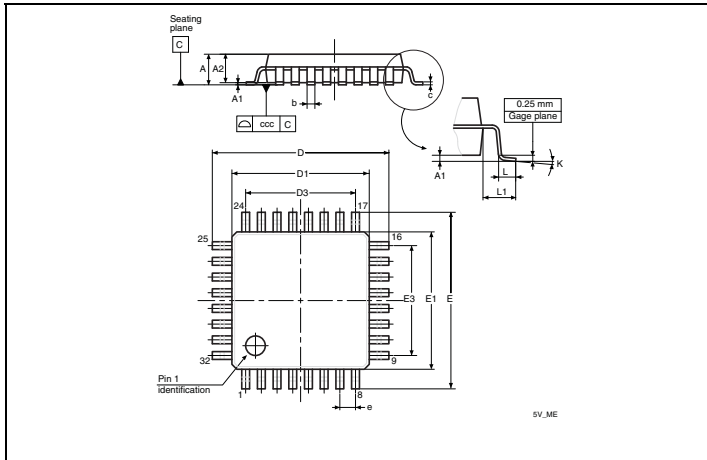 Seating
plane
C
A
A2
A1
b
c
ccc C
0.25 mm
Gage plane
K
A1
L
L1
D
D1
D3
24
17
25
16
E3
E1
E
32
9
Pin 1
identification
1
8
e
5V_ME